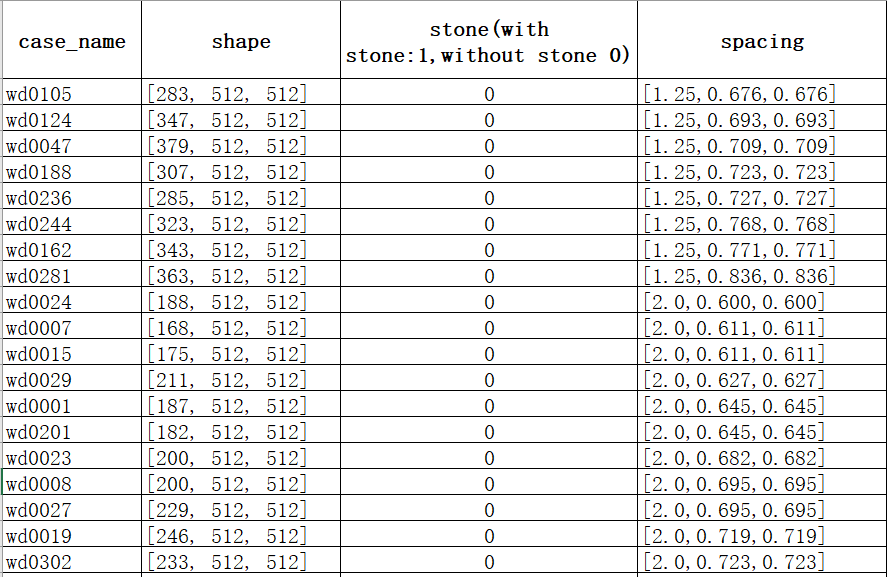 case_name shape stone(with stone:1,without stone 0) spacing
wd0105 [283, 512, 512] 0 [1.25,0.676,0.676]
wd0124 [347, 512, 512] 0 [1.25,0.693,0.693]
wd0047 [379, 512, 512] 0 [1.25,0.709,0.709]
wd0188 [307, 512, 512] 0 [1.25,0.723,0.723]
wd0236 [285, 512, 512] 0 [1.25,0.727,0.727]
wd0244 [323, 512, 512] 0 [1.25,0.768,0.768]
wd0162 [343, 512, 512] 0 [1.25,0.771,0.771]
wd0281 [363, 512, 512] 0 [1.25,0.836,0.836]
wd0024 [188, 512, 512] 0 [2.0,0.600,0.600]
wd0007 [168, 512, 512] 0 [2.0,0.611,0.611]
wd0015 [175, 512, 512] 0 [2.0,0.611,0.611]
wd0029 [211, 512, 512] 0 [2.0,0.627,0.627]
wd0001 [187, 512, 512] 0 [2.0,0.645,0.645]
wd0201 [182, 512, 512] 0 [2.0,0.645,0.645]
wd0023 [200, 512, 512] 0 [2.0,0.682,0.682]
wd0008 [200, 512, 512] 0 [2.0,0.695,0.695]
wd0027 [229, 512, 512] 0 [2.0,0.695,0.695]
wd0019 [246, 512, 512] 0 [2.0,0.719,0.719]
wd0302 [233, 512, 512] 0 [2.0,0.723,0.723]